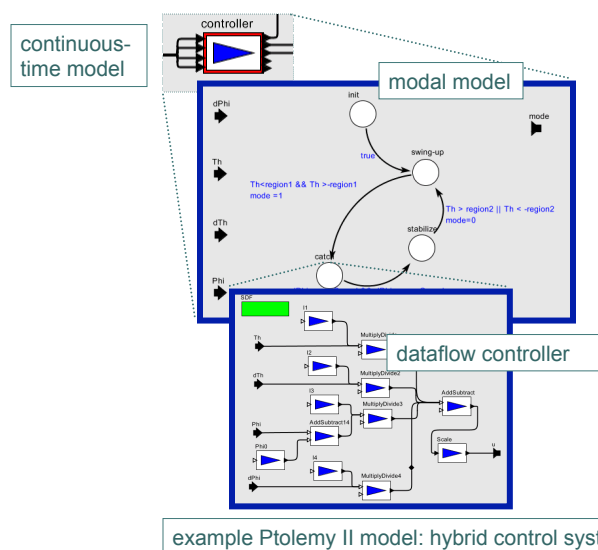 controller
continuous-
time model
modal model
dPhi
init
mode
true
swing-up
Th
Th<region1 && Th >-region1
mode =1
Th > region2 || Th < -region2
mode=0
dTh
stabilize
catch
Phi
SDF
I1
Th
dataflow controller
I2
dTh
MultiplyDivide2
AddSubtract
I3
MultiplyDivide3
Phi
AddSubtract14
Phi0
Scale
u
I4
dPhi
MultiplyDivide4
example Ptolemy II model: hybrid control syst